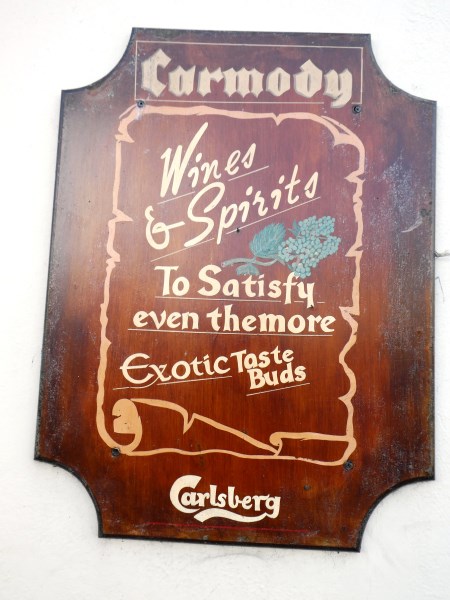 Carmody
Wines
& Spirits
To Satisfy
even themore
Exotic Taste
Buds
Carlsberg